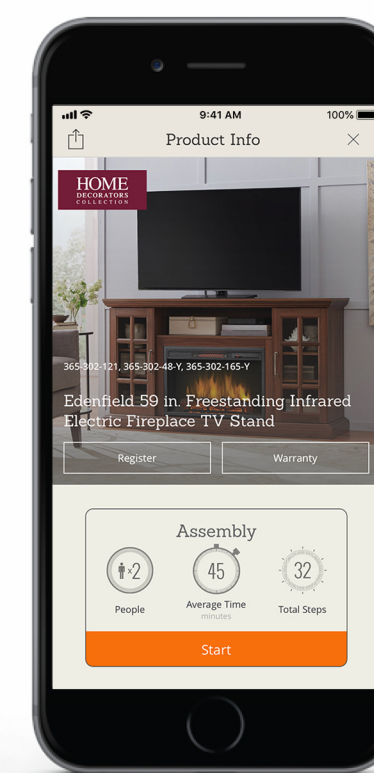 9:41 AM
100%
Product Info
HOME
DECORATORS
COLLECTION
365-302-121, 365-302-48-Y, 365-302-165-Y
Edenfield 59 in. Freestanding Infrared
Electric Fireplace TV Stand
Register
Warranty
Assembly
x2
45
32
People
Average Time
minutes
Total Steps
Start